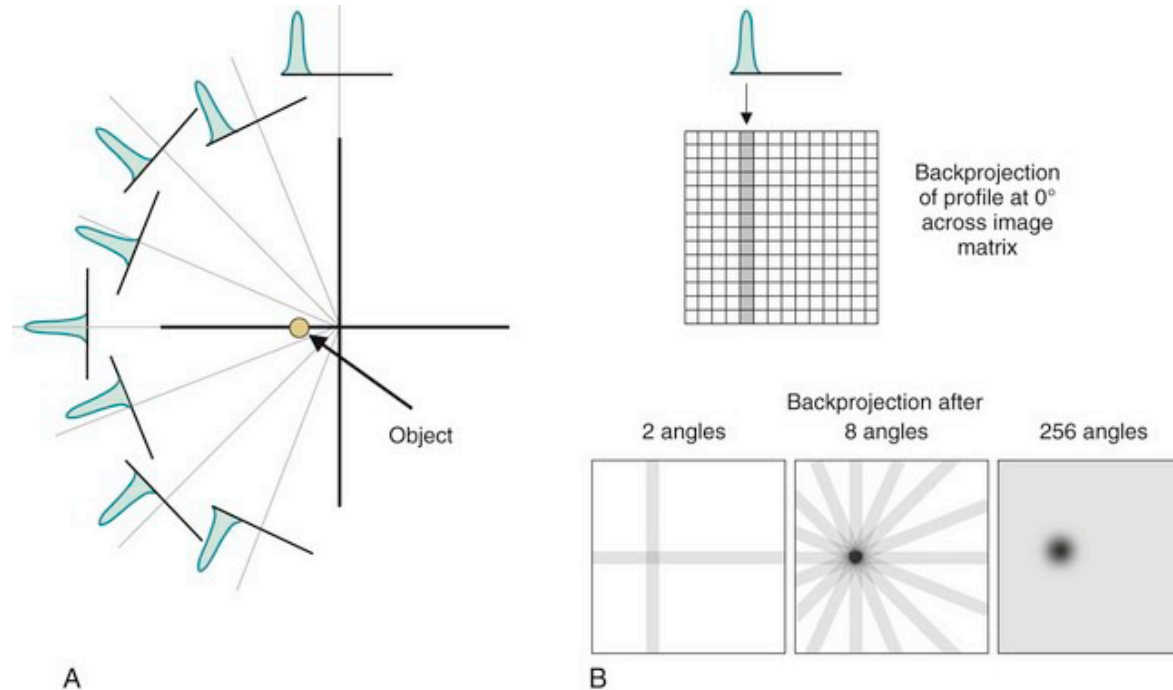 Object
A
Backprojection
of profile at 0°
across image
matrix
Backprojection after
2 angles
8 angles
256 angles
B